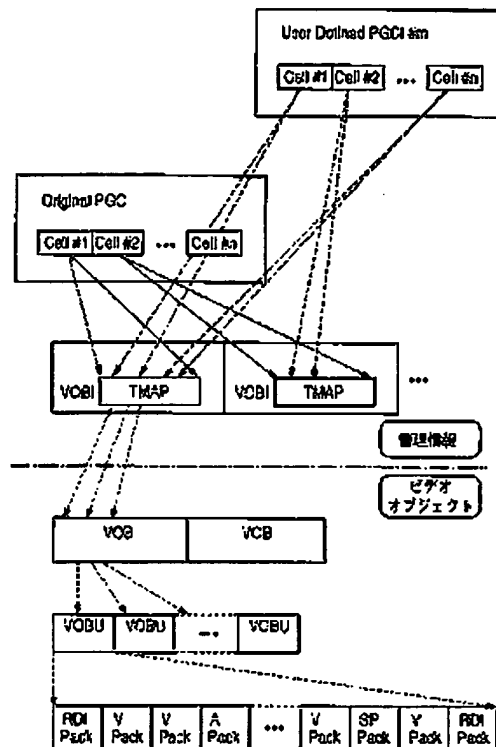 User Defined PGCI #m
Cell #1 Cell #2 ••• Cell #n
Original PGC
Cell #1 Cell #2 ••• Cell #n
VOBI TMAP VOBI TMAP •••
管理情報
ビデオ
オブジェクト
VOB VOB
VOBU VOBU ••• VOBU
RDI Pack V Pack V Pack A Pack ••• V Pack SP Pack V Pack RDI Pack